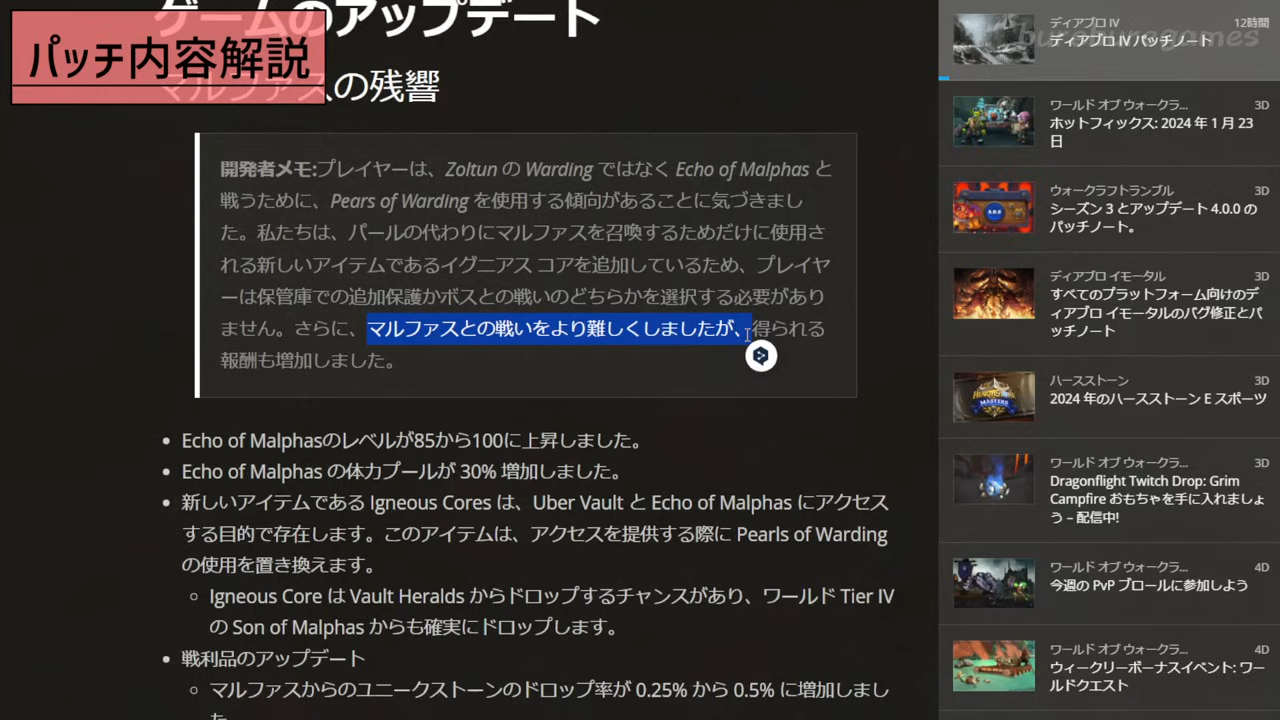 ゲームのアップデート
パッチ内容解説
マルファスの残響
開発者メモ:プレイヤーは、Zoltun の Warding ではなく Echo of Malphas と
戦うために、Pears of Warding を使用する傾向があることに気づきまし
た。私たちは、パールの代わりにマルファスを召喚するためだけに使用さ
れる新しいアイテムであるイグニアス コアを追加しているため、プレイヤ
ーは保管庫での追加保護かボスとの戦いのどちらかを選択する必要があり
ません。さらに、マルファスとの戦いをより難しくしましたが、得られる
報酬も増加しました。
• Echo of Malphasのレベルが85から100に上昇しました。
• Echo of Malphas の体力プールが 30% 増加しました。
• 新しいアイテムである Igneous Cores は、Uber Vault と Echo of Malphas にアクセス
する目的で存在します。このアイテムは、アクセスを提供する際に Pearls of Warding
の使用を置き換えます。
◦ Igneous Core は Vault Heralds からドロップするチャンスがあり、ワールド Tier IV
の Son of Malphas からも確実にドロップします。
• 戦利品のアップデート
◦ マルファスからのユニークストーンのドロップ率が 0.25% から 0.5% に増加しまし
た。
ディアブロ IV 12時間
ディアブロ IV パッチノート
ワールド オブ ウォークラ... 3D
ホットフィックス: 2024 年 1 月 23
日
ウォークラフトランブル 3D
シーズン 3 とアップデート 4.0.0 の
パッチノート。
4.0.0
ディアブロ イモータル 3D
すべてのプラットフォーム向けのデ
ィアブロ イモータルのバグ修正とパ
ッチノート
ハースストーン 3D
2024 年のハースストーン E スポーツ
HEARTHSTONE
MASTERS
ワールド オブ ウォークラ... 3D
Dragonflight Twitch Drop: Grim
Campfire おもちゃを手に入れましょ
う – 配信中!
ワールド オブ ウォークラ... 4D
今週の PvP ブロールに参加しよう
ワールド オブ ウォークラ... 4D
ウィークリーボーナスイベント: ワー
ルドクエスト